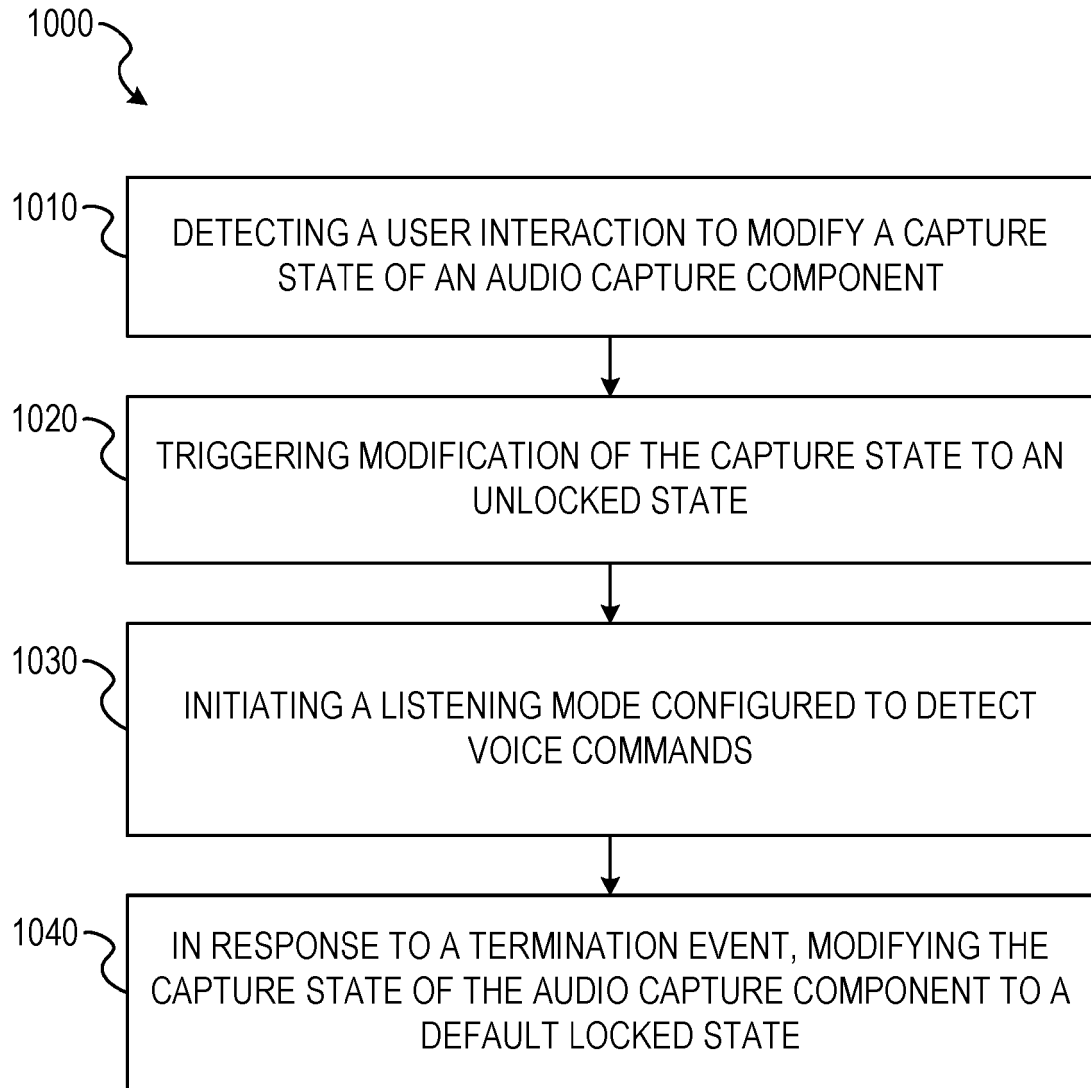 1000
1010
DETECTING A USER INTERACTION TO MODIFY A CAPTURE
STATE OF AN AUDIO CAPTURE COMPONENT
1020
TRIGGERING MODIFICATION OF THE CAPTURE STATE TO AN
UNLOCKED STATE
1030
INITIATING A LISTENING MODE CONFIGURED TO DETECT
VOICE COMMANDS
1040
IN RESPONSE TO A TERMINATION EVENT, MODIFYING THE
CAPTURE STATE OF THE AUDIO CAPTURE COMPONENT TO A
DEFAULT LOCKED STATE